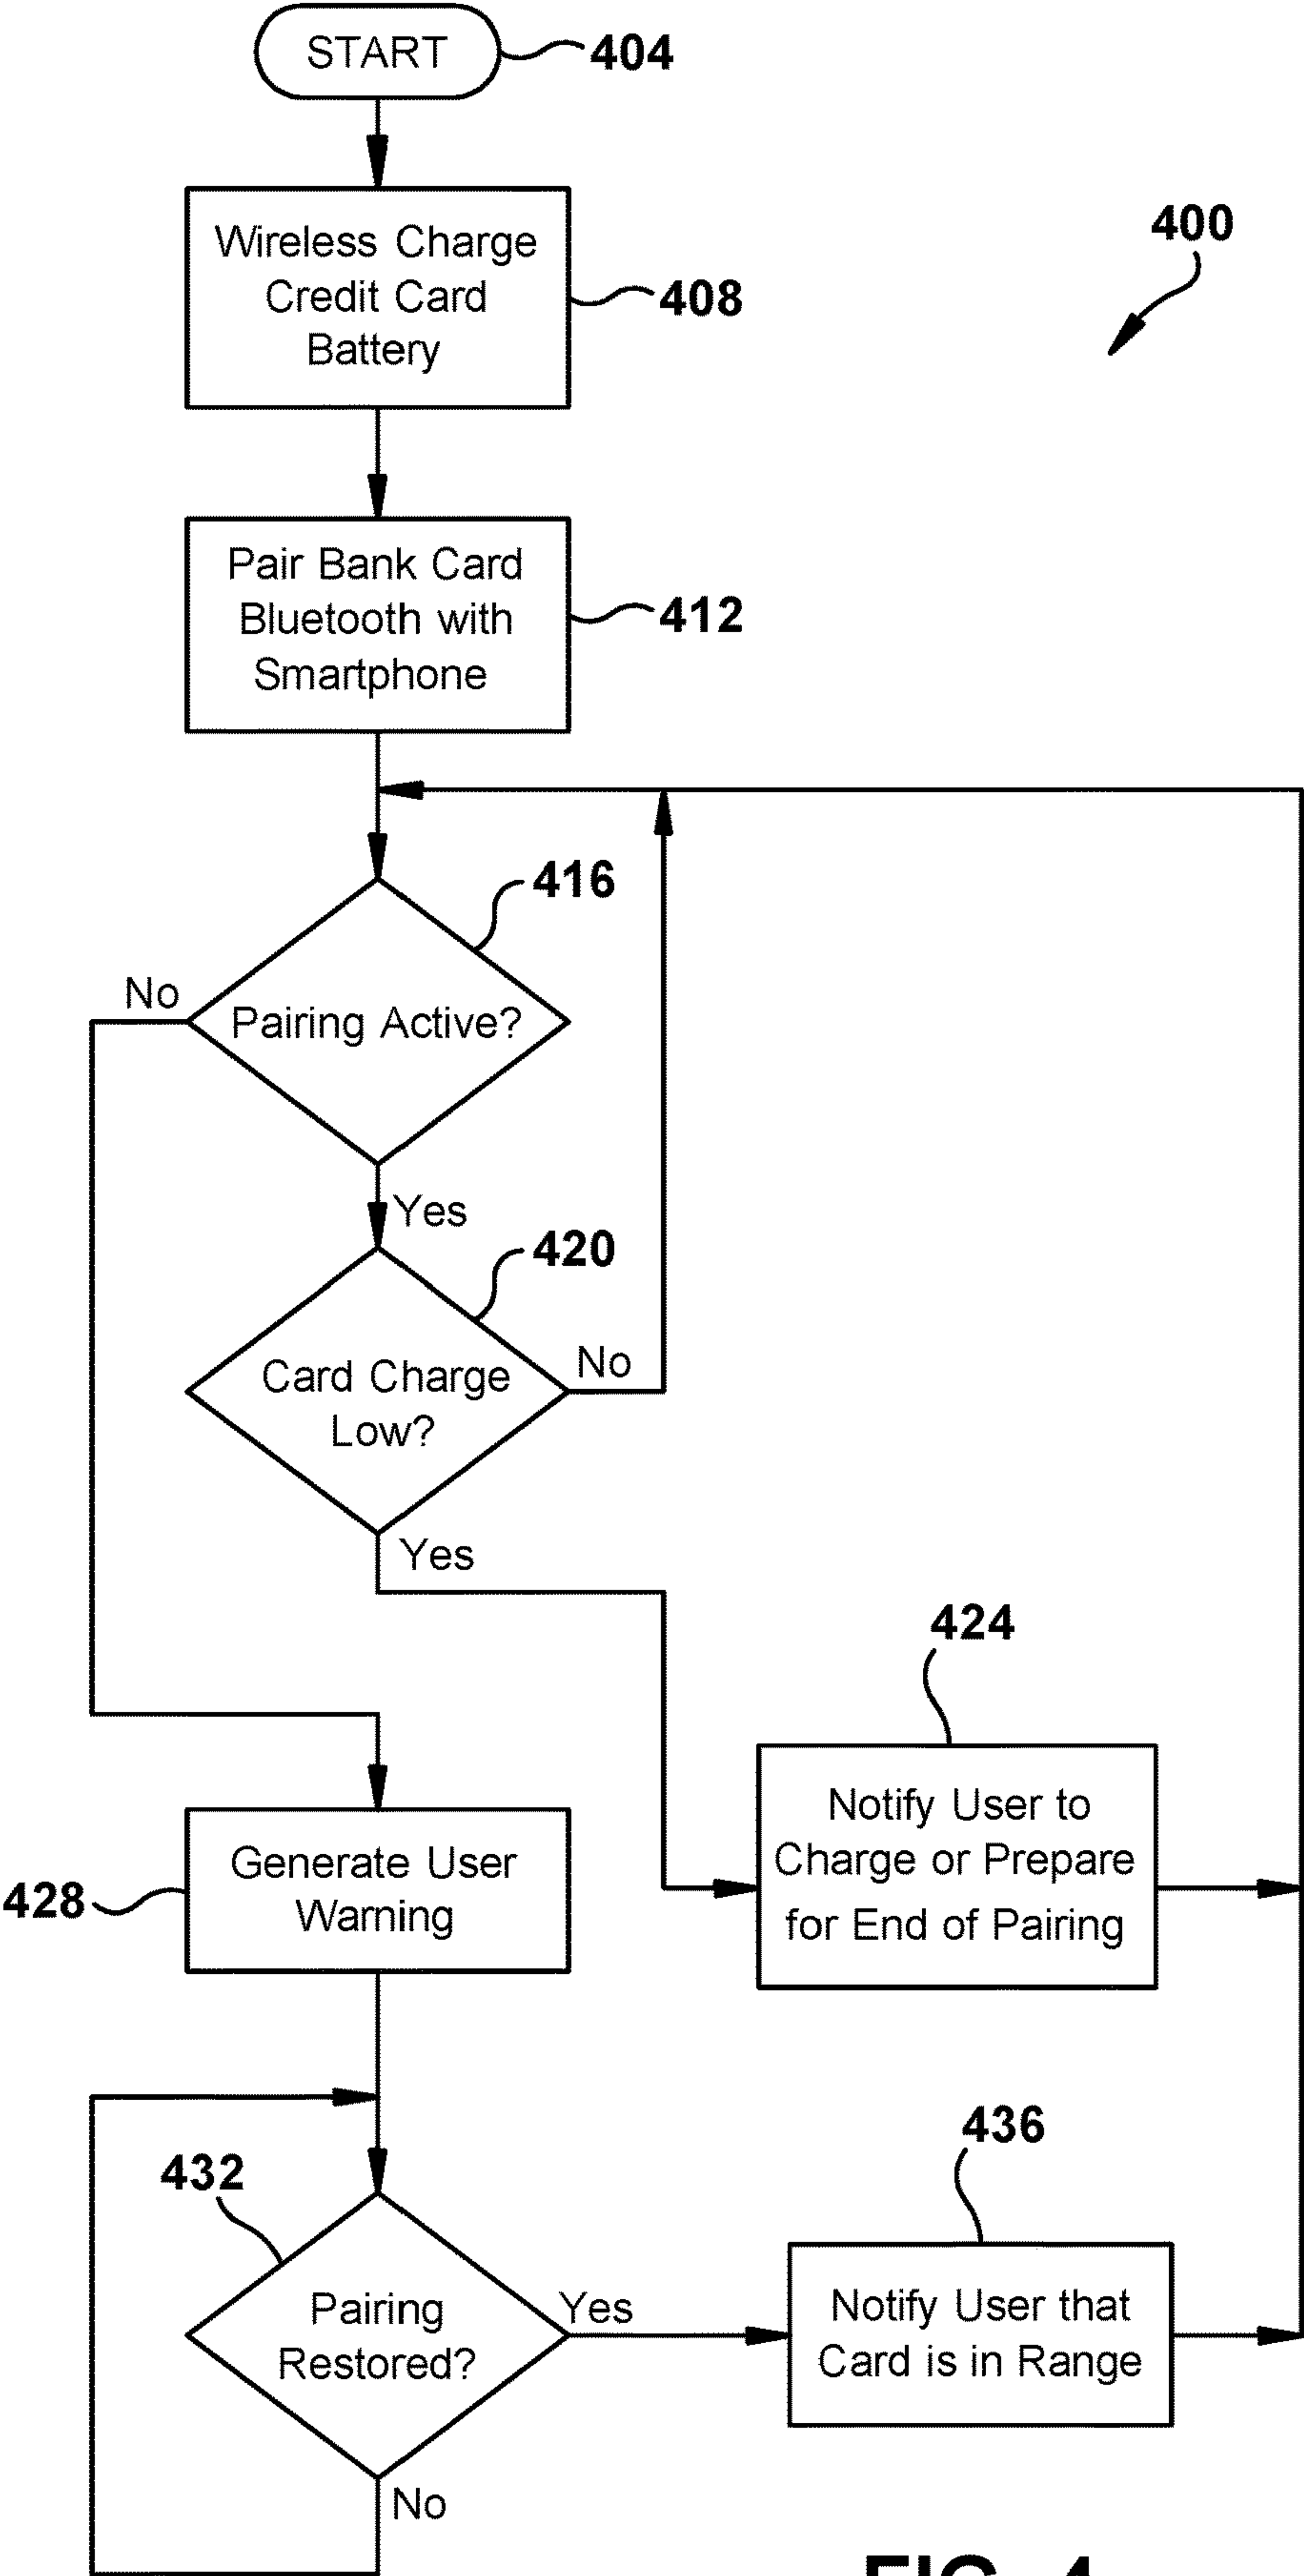 START
404
400
Wireless Charge
Credit Card
Battery
408
Pair Bank Card
Bluetooth with
Smartphone
412
416
No
Pairing Active?
Yes
420
Card Charge
Low?
No
Yes
424
Notify User to
Charge or Prepare
for End of Pairing
Generate User
Warning
428
432
436
Pairing
Restored?
Yes
Notify User that
Card is in Range
No
FIG. 4